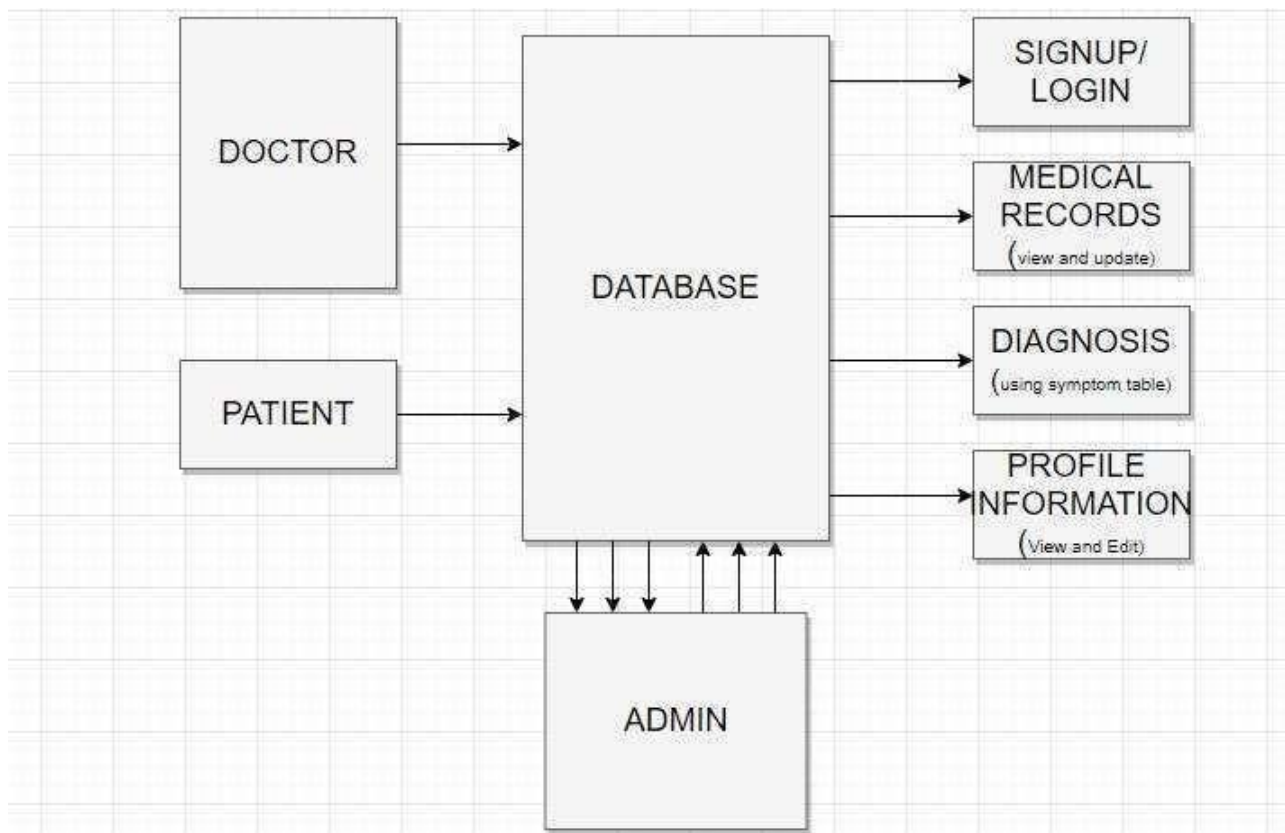 DOCTOR
PATIENT
DATABASE
ADMIN
SIGNUP/
LOGIN
MEDICAL
RECORDS
(view and update)
DIAGNOSIS
(using symptom table)
PROFILE
INFORMATION
(View and Edit)